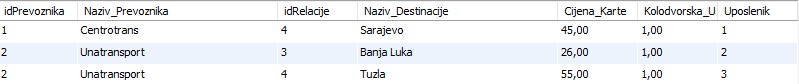 idPrevoznika Naziv_Prevoznika idRelacije Naziv_Destinacije Cijena_Karte Kolodvorska_U Uposlenik
1 Centrotrans 4 Sarajevo 45,00 1,00 1
2 Unatransport 3 Banja Luka 26,00 1,00 2
2 Unatransport 4 Tuzla 55,00 1,00 3